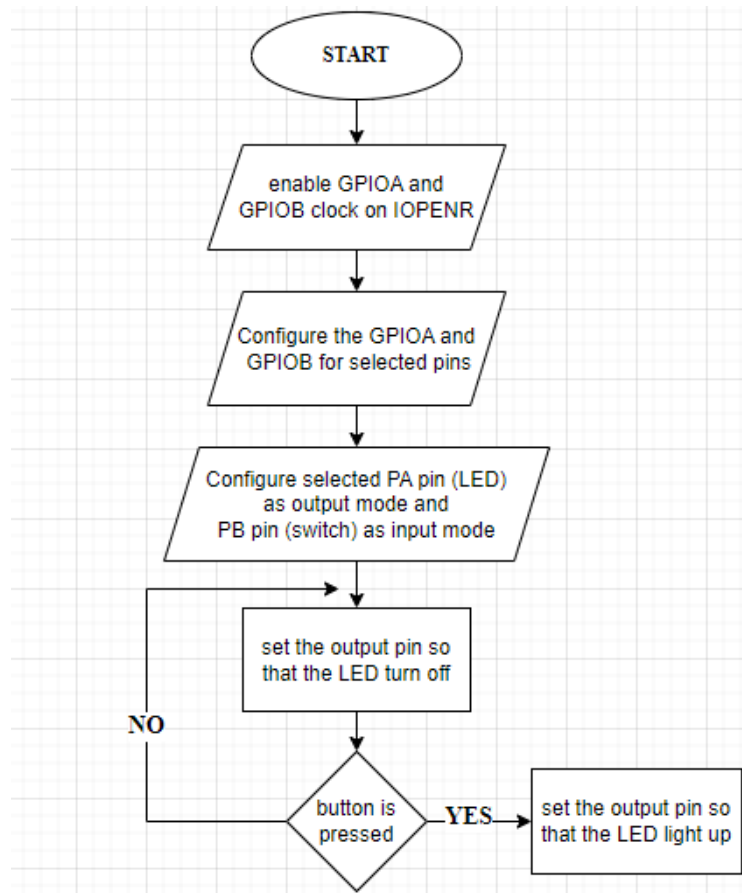 START
enable GPIOA and
GPIOB clock on IOPENR
Configure the GPIOA and
GPIOB for selected pins
Configure selected PA pin (LED)
as output mode and
PB pin (switch) as input mode
set the output pin so
that the LED turn off
NO
button is
pressed
YES
set the output pin so
that the LED light up